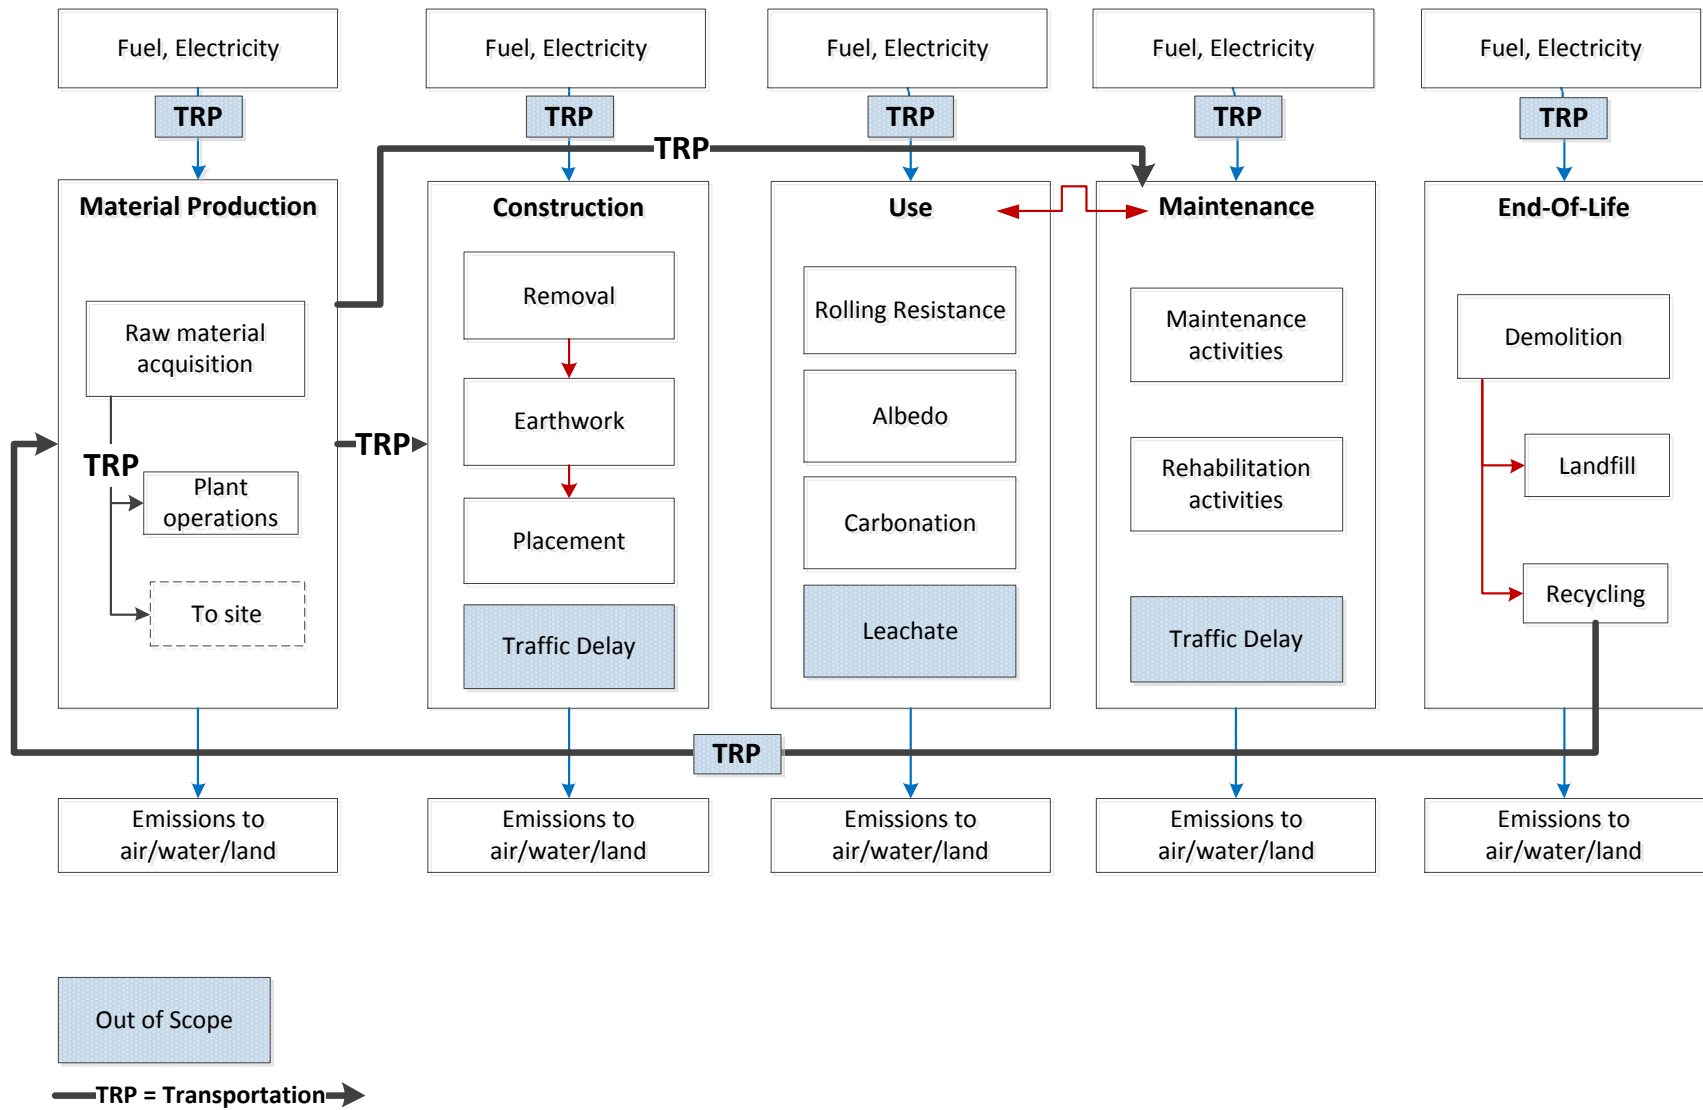 Fuel, Electricity
Fuel, Electricity
Fuel, Electricity
Fuel, Electricity
Fuel, Electricity
TRP
TRP
TRP
TRP
TRP
TRP
Material Production
Construction
Use
Maintenance
End-Of-Life
Raw material
acquisition
TRP
Plant
operations
To site
TRP
Removal
Earthwork
Placement
Traffic Delay
Rolling Resistance
Albedo
Carbonation
Leachate
Maintenance
activities
Rehabilitation
activities
Traffic Delay
Demolition
Landfill
Recycling
TRP
Emissions to
air/water/land
Emissions to
air/water/land
Emissions to
air/water/land
Emissions to
air/water/land
Emissions to
air/water/land
Out of Scope
TRP = Transportation